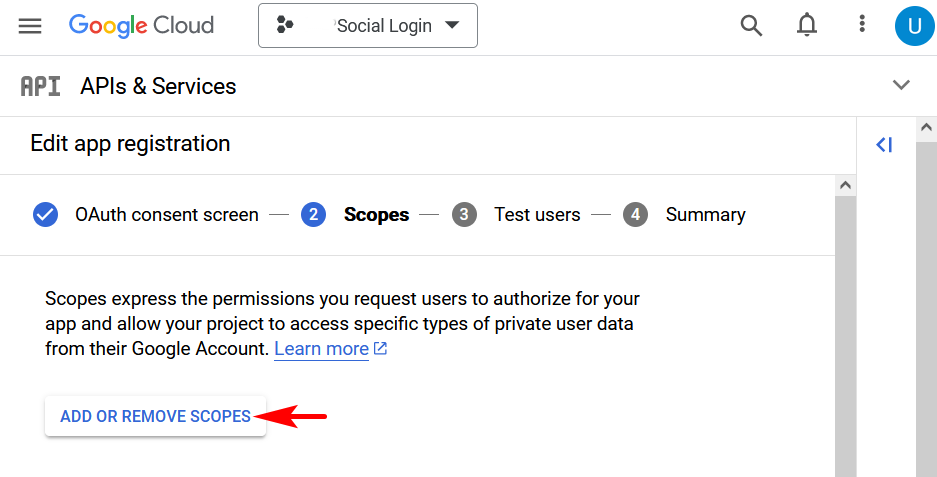 Google Cloud
Social Login
U
API APIs & Services
Edit app registration
OAuth consent screen — 2 Scopes — 3 Test users — 4 Summary
Scopes express the permissions you request users to authorize for your
app and allow your project to access specific types of private user data
from their Google Account. Learn more
ADD OR REMOVE SCOPES